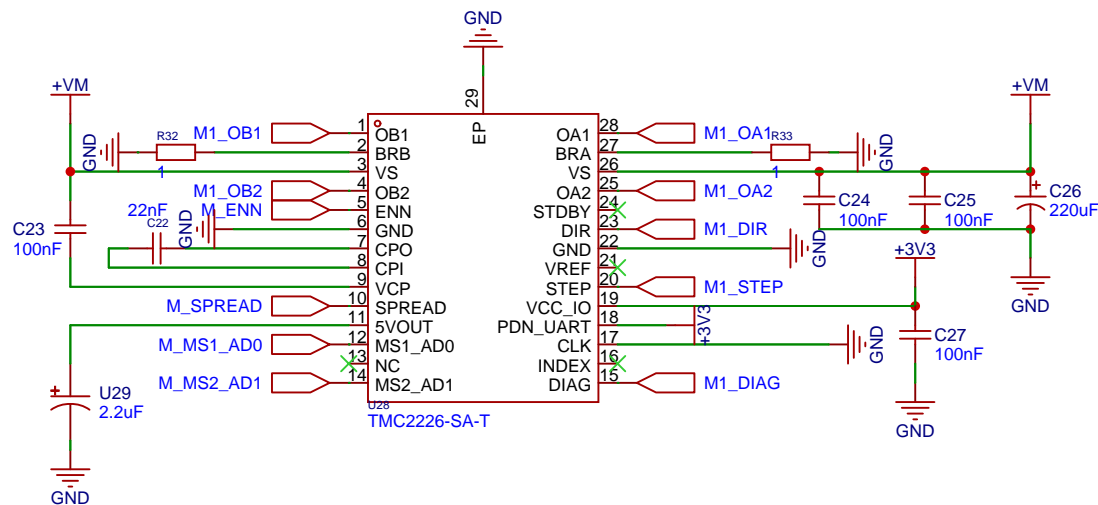 GND
+VM
+VM
29
EP
M1_OB1
1
OB1
OA1
28
M1_OA1
GND
R32
1
2
BRB
BRA
27
R33
1
GND
3
VS
VS
26
M1_OB2
4
OB2
OA2
25
M1_OA2
M_ENN
5
ENN
STDBY
24
C23
100nF
22nF
C22
GND
6
GND
DIR
23
M1_DIR
C24
100nF
C25
100nF
C26
220uF
7
CPO
GND
22
GND
8
CPI
VREF
21
+3V3
9
VCP
STEP
20
M1_STEP
GND
M_SPREAD
10
SPREAD
VCC_IO
19
11
5VOUT
PDN_UART
18
+3V3
M_MS1_AD0
12
MS1_AD0
CLK
17
GND
C27
100nF
13
NC
INDEX
16
M_MS2_AD1
14
MS2_AD1
DIAG
15
M1_DIAG
U29
2.2uF
U28
TMC2226-SA-T
GND
GND